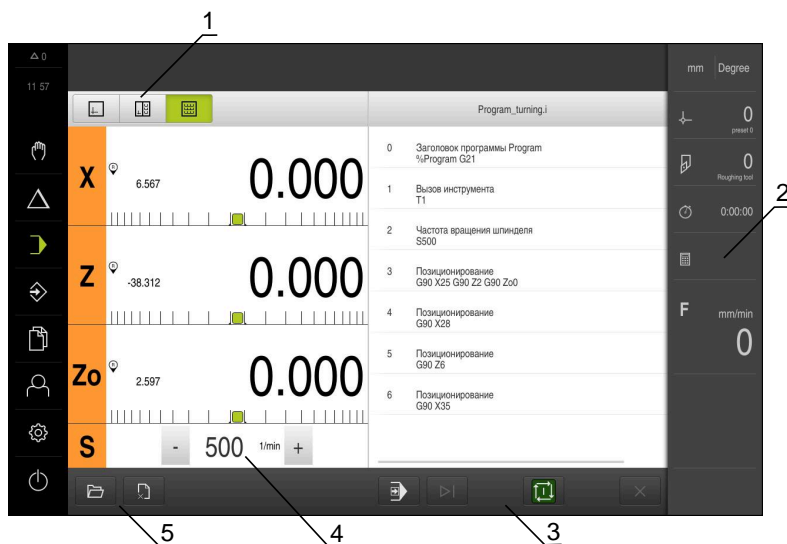 1
0
11 57
mm Degree
Program_turning.i
X
R
6.567
0.000
Z
R
-38.312
0.000
Zo
R
2.597
0.000
S
-
500
1/min
+
0 Заголовок программы Program
%Program G21
1 Вызов инструмента
T1
2 Частота вращения шпинделя
S500
3 Позиционирование
G90 X25 G90 Z2 G90 Zo0
4 Позиционирование
G90 X28
5 Позиционирование
G90 Z6
6 Позиционирование
G90 X35
0
preset 0
0
Roughing tool
0:00:00
2
F mm/min
0
5
4
3